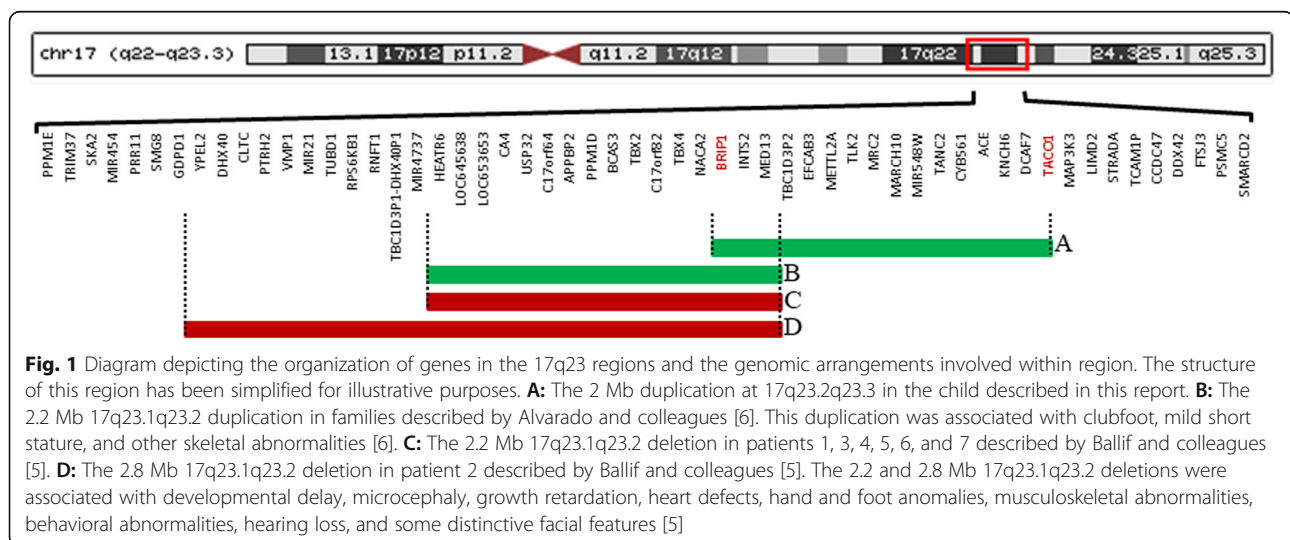 chr17 (q22-q23.3) 13.1 17p12 p11.2 q11.2 17q12 17q22 24.3 25.1 q25.3
PPM1E
TRIM37
SKA2
MIR454
PRR11
SMG8
GDPD1
YPEL2
DHX40
CLTC
PTRH2
VMP1
MIR21
TUBD1
RPS6KB1
RNFT1
TBC1D3P1-DHX40P1
MIR4737
HEATR6
LOC645638
LOC653653
CA4
USP32
C17orf64
APPBP2
PPM1D
BCAS3
TBX2
C17orf82
TBX4
NACA2
BRIP1
INTS2
MED13
TBC1D3P2
EFCAB3
METTL2A
TLK2
MRC2
MARCH10
MIR548W
TANC2
CYB561
ACE
KNCH6
DCAF7
TACO1
MAP3K3
LIMD2
STRADA
TCAM1P
CCDC47
DDX42
FTSJ3
PSMC5
SMARCD2
A
B
C
D
Fig. 1 Diagram depicting the organization of genes in the 17q23 regions and the genomic arrangements involved within region. The structure
of this region has been simplified for illustrative purposes. A: The 2 Mb duplication at 17q23.2q23.3 in the child described in this report. B: The
2.2 Mb 17q23.1q23.2 duplication in families described by Alvarado and colleagues [6]. This duplication was associated with clubfoot, mild short
stature, and other skeletal abnormalities [6]. C: The 2.2 Mb 17q23.1q23.2 deletion in patients 1, 3, 4, 5, 6, and 7 described by Ballif and colleagues
[5]. D: The 2.8 Mb 17q23.1q23.2 deletion in patient 2 described by Ballif and colleagues [5]. The 2.2 and 2.8 Mb 17q23.1q23.2 deletions were
associated with developmental delay, microcephaly, growth retardation, heart defects, hand and foot anomalies, musculoskeletal abnormalities,
behavioral abnormalities, hearing loss, and some distinctive facial features [5]